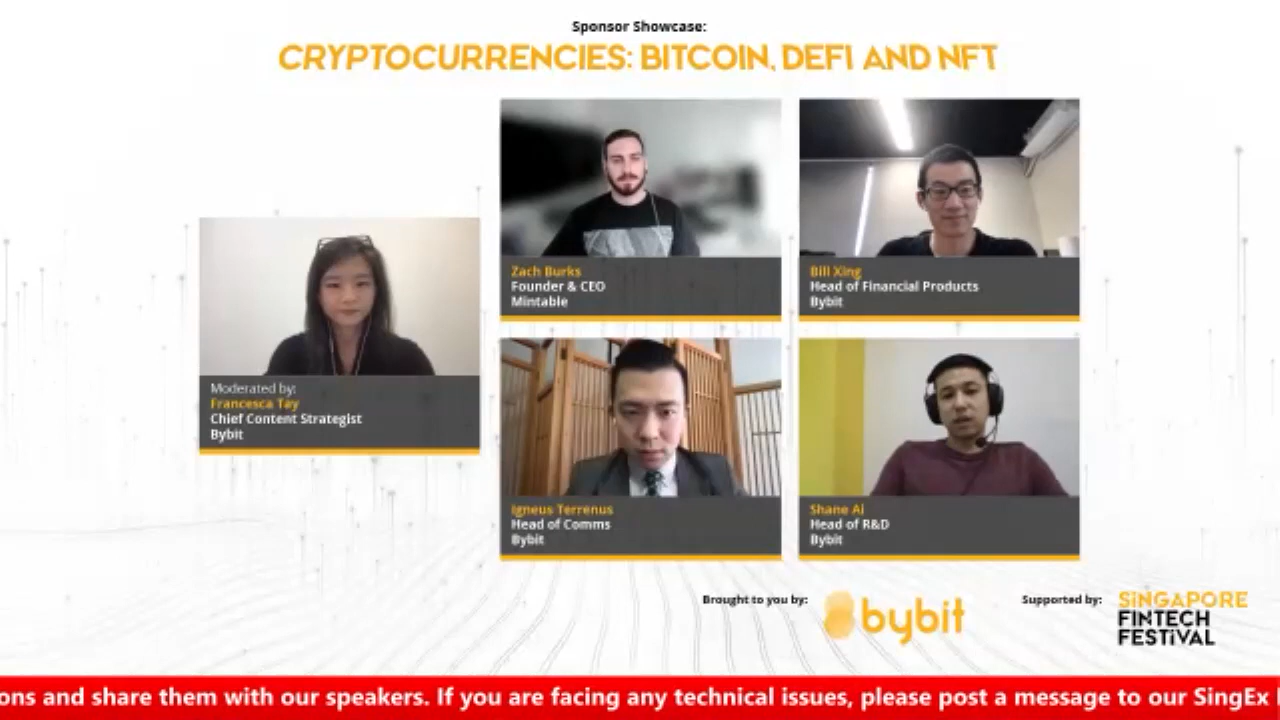 Sponsor Showcase:
CRYPTOCURRENCIES: BITCOIN, DEFI AND NFT
Moderated by:
Francesca Tay
Chief Content Strategist
Bybit
Zach Burks
Founder & CEO
Mintable
Bill Xing
Head of Financial Products
Bybit
Igneus Terrenus
Head of Comms
Bybit
Shane Ai
Head of R&D
Bybit
Brought to you by:
bybit
Supported by:
SiNGAPORE
FiNTECH
FESTiVAL
ons and share them with our speakers. If you are facing any technical issues, please post a message to our SingEx